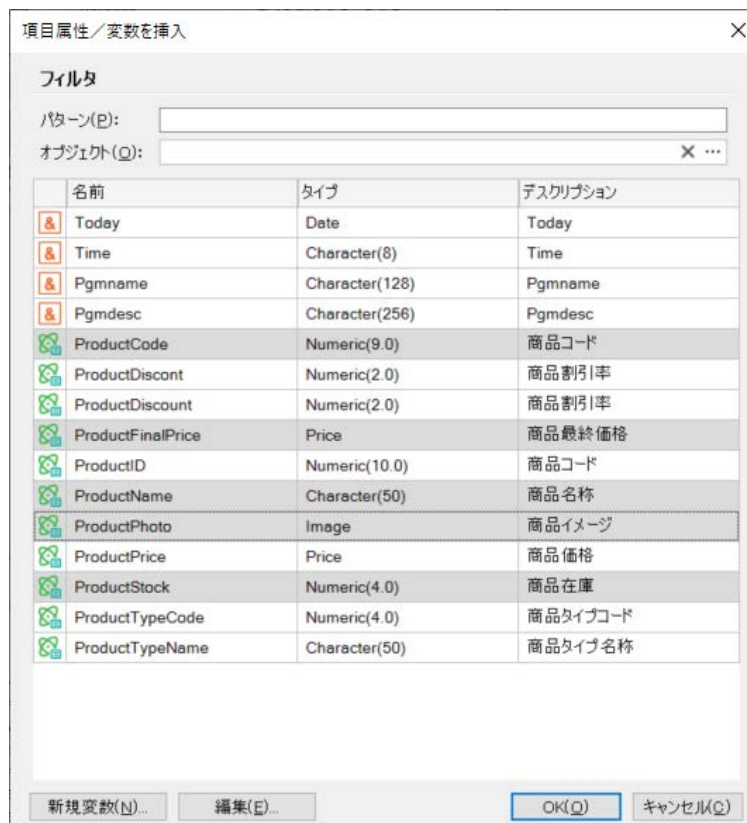 項目属性／変数を挿入
フィルタ
パターン(P):
オブジェクト(O):
名前 タイプ デスクリプション
& Today Date Today
& Time Character(8) Time
& Pgmname Character(128) Pgmname
& Pgmdesc Character(256) Pgmdesc
ProductCode Numeric(9.0) 商品コード
ProductDiscont Numeric(2.0) 商品割引率
ProductDiscount Numeric(2.0) 商品割引率
ProductFinalPrice Price 商品最終価格
ProductID Numeric(10.0) 商品コード
ProductName Character(50) 商品名称
ProductPhoto Image 商品イメージ
ProductPrice Price 商品価格
ProductStock Numeric(4.0) 商品在庫
ProductTypeCode Numeric(4.0) 商品タイプコード
ProductTypeName Character(50) 商品タイプ名称
新規変数(N)... 編集(E)... OK(O) キャンセル(C)